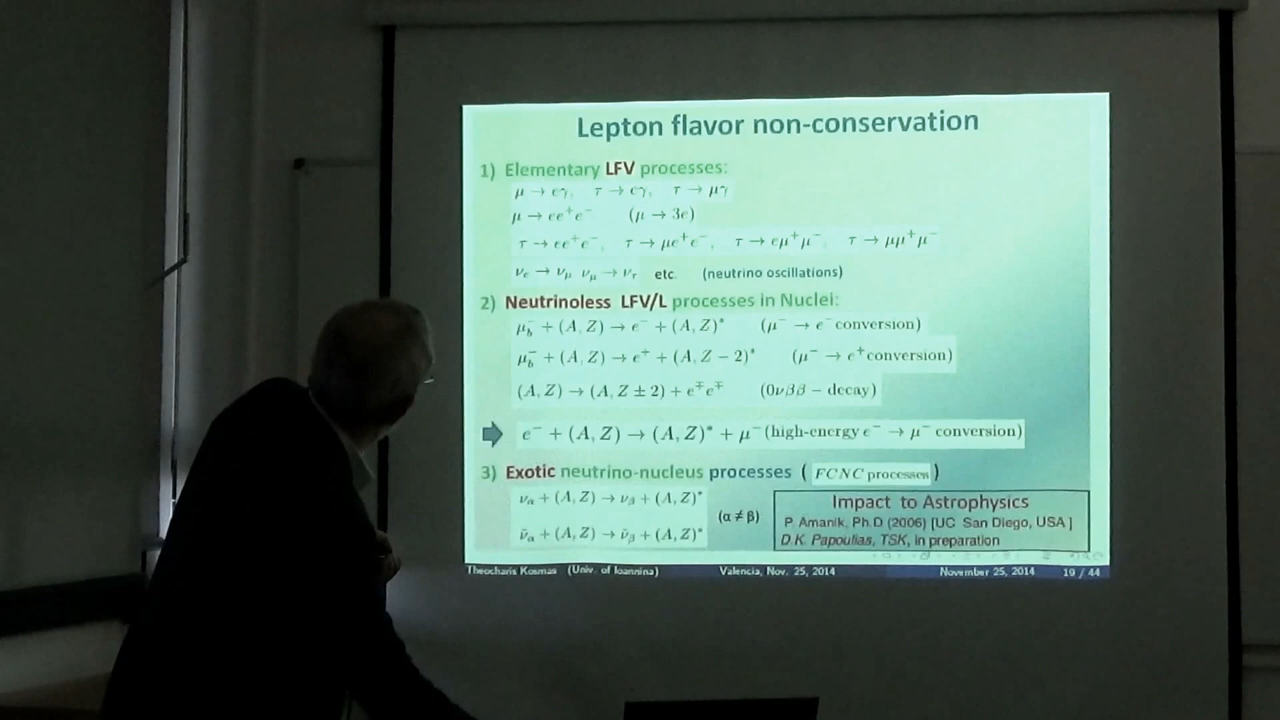 Lepton flavor non-conservation
1) Elementary LFV processes:
μ → eγ, τ → eγ, τ → μγ
μ → ee⁺e⁻ (μ → 3e)
τ → ee⁺e⁻, τ → μe⁺e⁻, τ → eμ⁺μ⁻, τ → μμ⁺μ⁻
νₑ → ν_μ ν_μ → ν_τ etc. (neutrino oscillations)
2) Neutrinoless LFV/L processes in Nuclei:
μ_b⁻ + (A, Z) → e⁻ + (A, Z)* (μ⁻ → e⁻ conversion)
μ_b⁻ + (A, Z) → e⁺ + (A, Z − 2)* (μ⁻ → e⁺ conversion)
(A, Z) → (A, Z ± 2) + e∓e∓ (0νββ − decay)
e⁻ + (A, Z) → (A, Z)* + μ⁻ (high-energy e⁻ → μ⁻ conversion)
3) Exotic neutrino-nucleus processes ( FCNC processes )
ν_α + (A, Z) → ν_β + (A, Z)*
(α ≠ β)
ν̃_α + (A, Z) → ν̃_β + (A, Z)*
Impact to Astrophysics
P. Amanik, Ph.D (2006) [UC San Diego, USA ]
D.K. Papoulias, TSK, in preparation
Theocharis Kosmas (Univ. of Ioannina) Valencia, Nov. 25, 2014 November 25, 2014 19 / 44